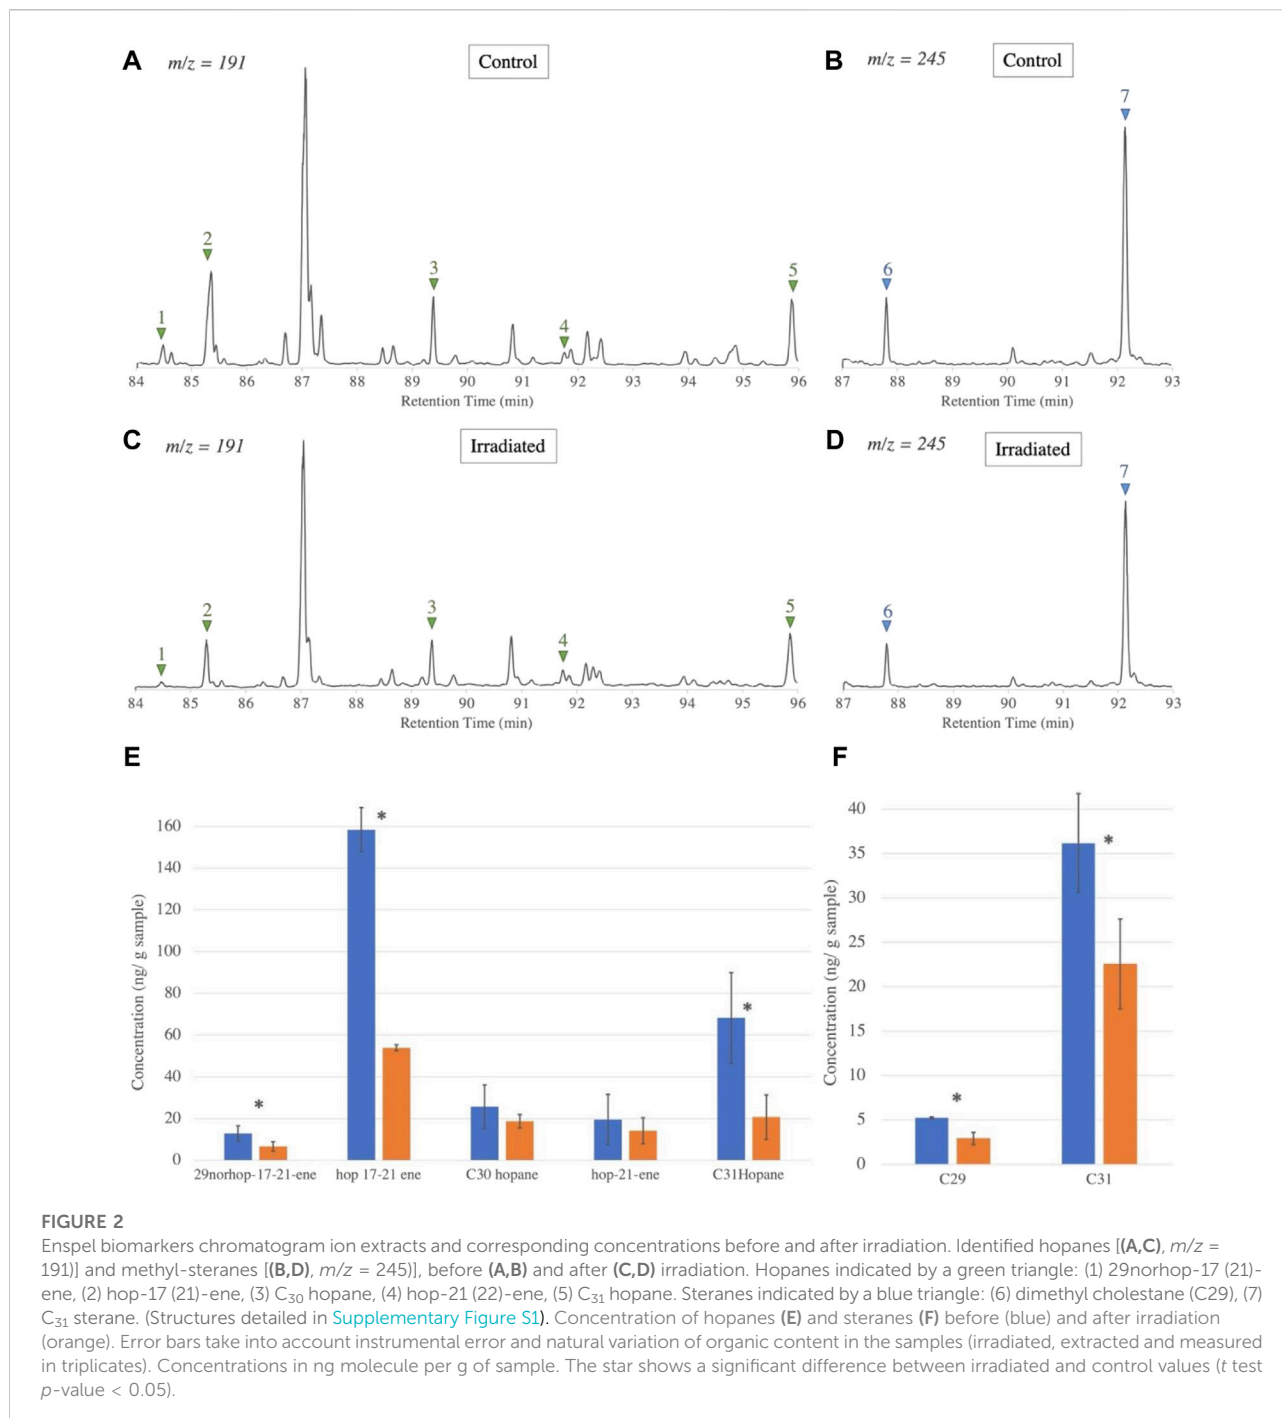 A
m/z = 191
Control
B
m/z = 245
Control
1
2
3
4
5
6
7
84 85 86 87 88 89 90 91 92 93 94 95 96
Retention Time (min)
87 88 89 90 91 92 93
Retention Time (min)
C
m/z = 191
Irradiated
D
m/z = 245
Irradiated
1
2
3
4
5
6
7
84 85 86 87 88 89 90 91 92 93 94 95 96
Retention Time (min)
87 88 89 90 91 92 93
Retention Time (min)
E
Concentration (ng/ g sample)
160
140
120
100
80
60
40
20
0
*
*
*
29norhop-17-21-ene hop 17-21 ene C30 hopane hop-21-ene C31Hopane
F
Concentration (ng/ g sample)
40
35
30
25
20
15
10
5
0
*
*
C29 C31
FIGURE 2
Enspel biomarkers chromatogram ion extracts and corresponding concentrations before and after irradiation. Identified hopanes [(A,C), m/z =
191)] and methyl-steranes [(B,D), m/z = 245)], before (A,B) and after (C,D) irradiation. Hopanes indicated by a green triangle: (1) 29norhop-17 (21)-
ene, (2) hop-17 (21)-ene, (3) C30 hopane, (4) hop-21 (22)-ene, (5) C31 hopane. Steranes indicated by a blue triangle: (6) dimethyl cholestane (C29), (7)
C31 sterane. (Structures detailed in Supplementary Figure S1). Concentration of hopanes (E) and steranes (F) before (blue) and after irradiation
(orange). Error bars take into account instrumental error and natural variation of organic content in the samples (irradiated, extracted and measured
in triplicates). Concentrations in ng molecule per g of sample. The star shows a significant difference between irradiated and control values (t test
p-value < 0.05).